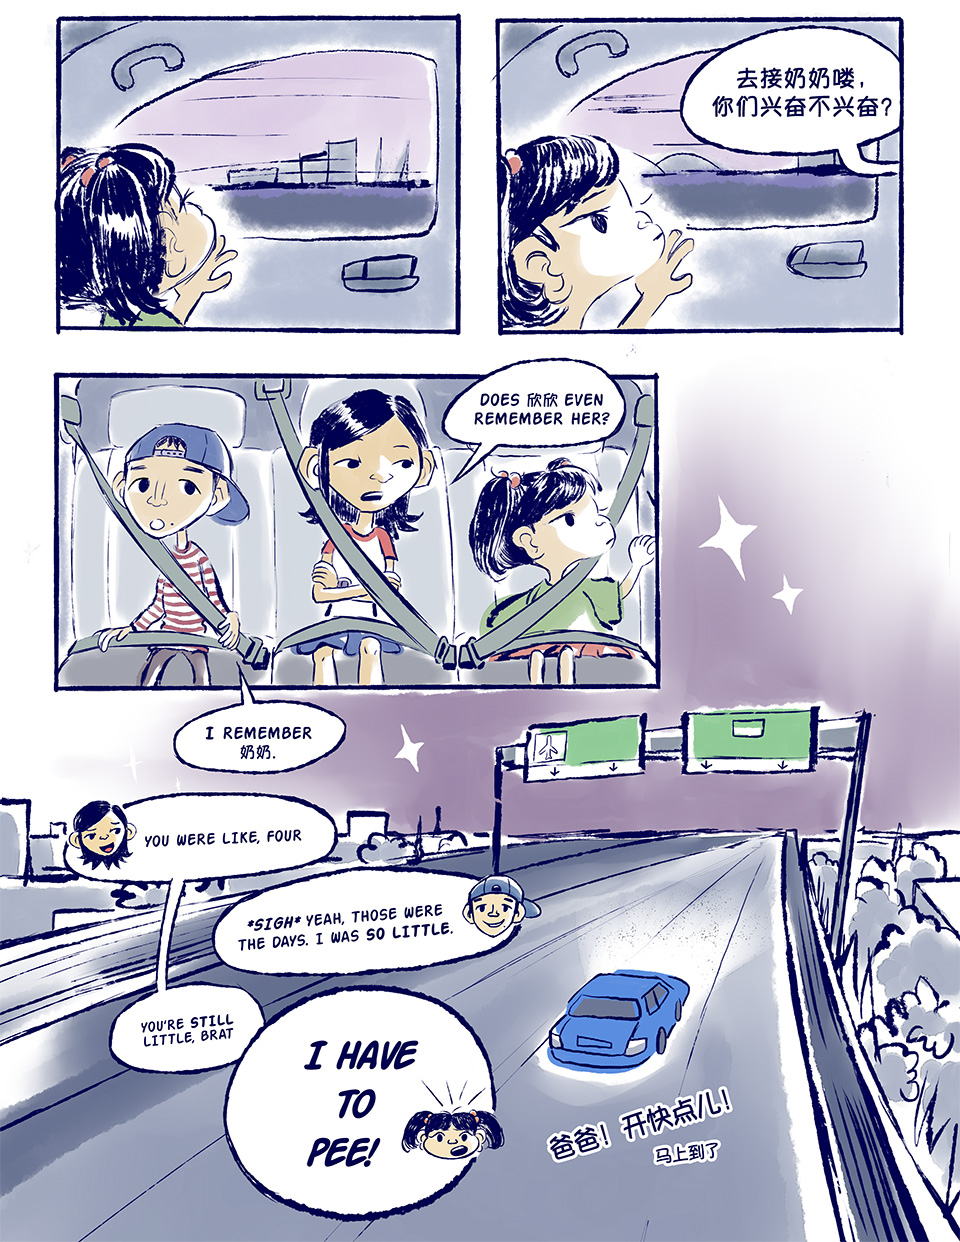 去接奶奶喽，
你们兴奋不兴奋？
DOES 欣欣 EVEN
REMEMBER HER?
I REMEMBER
奶奶.
YOU WERE LIKE, FOUR
*SIGH* YEAH, THOSE WERE
THE DAYS. I WAS SO LITTLE.
YOU'RE STILL
LITTLE, BRAT
I HAVE
TO
PEE!
爸爸！开快点儿！
马上到了